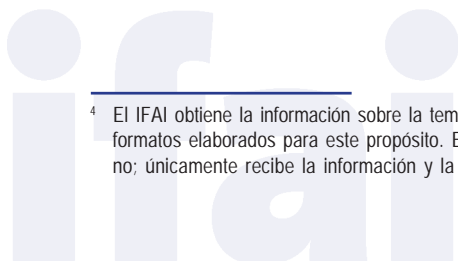 ifai
4 El IFAI obtiene la información sobre la tem
formatos elaborados para este propósito. E
no; únicamente recibe la información y la